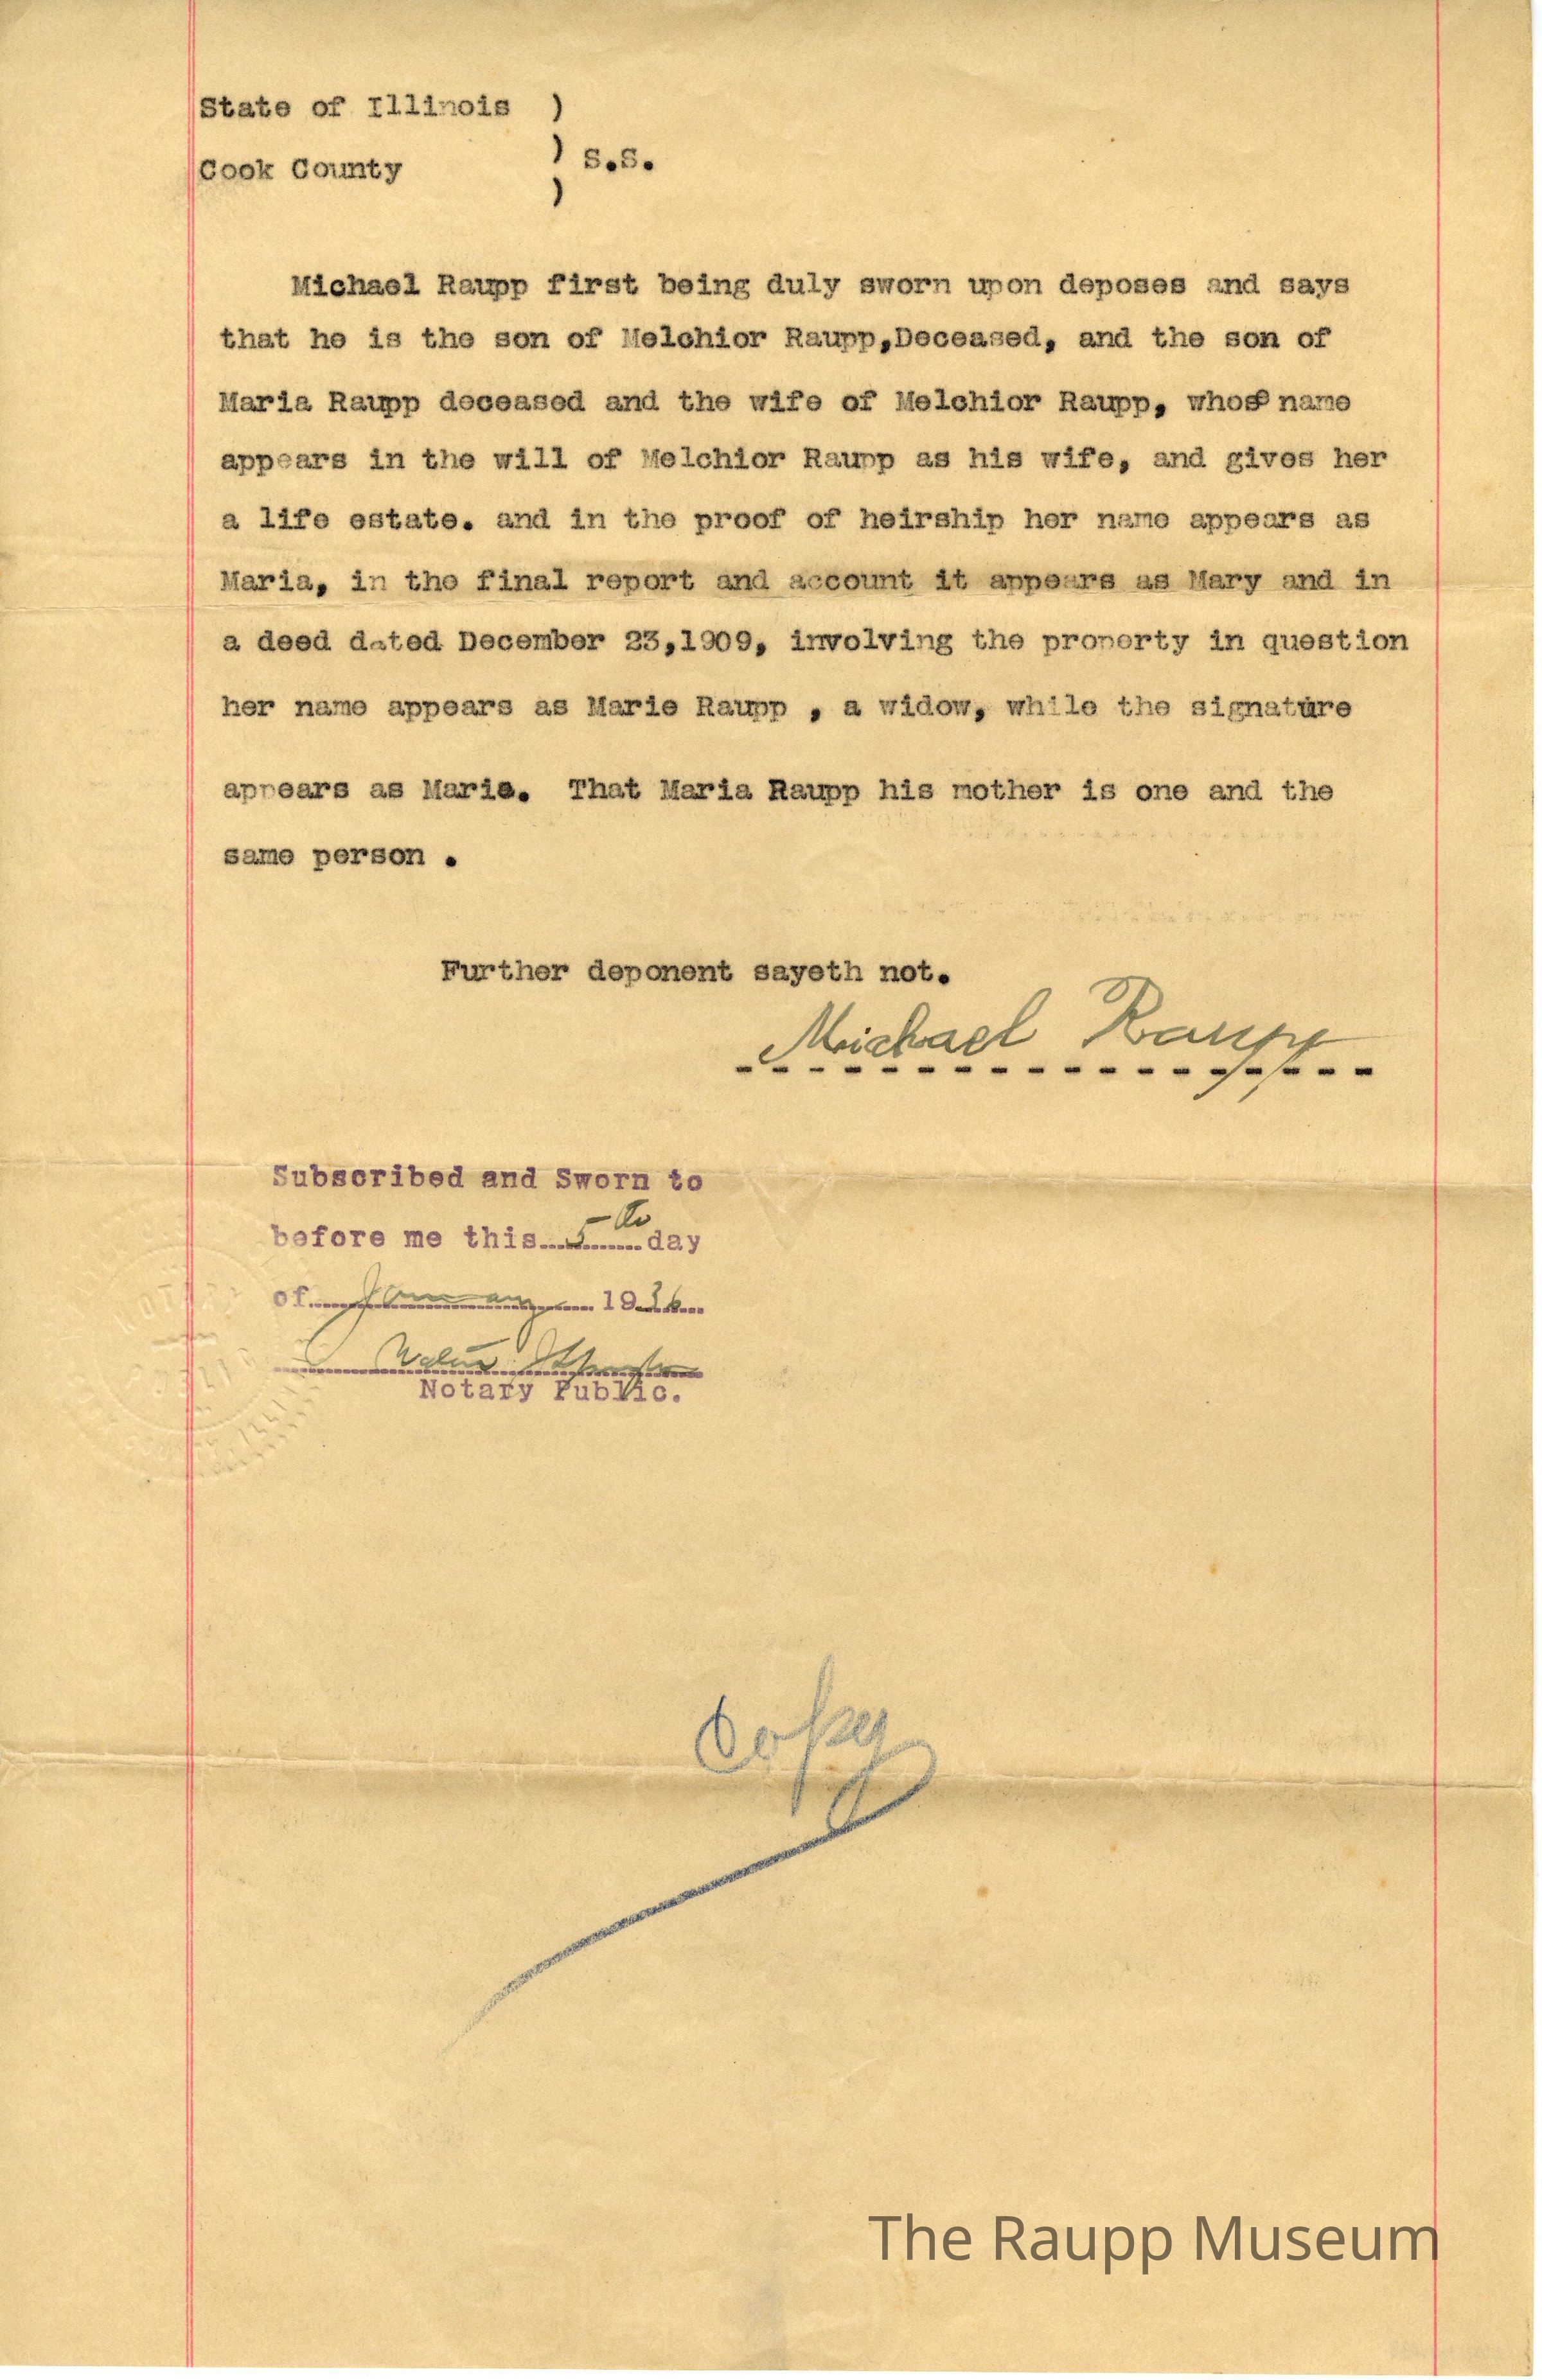 State of Illinois )
) S.S.
Cook County
)
Michael Raupp first being duly sworn upon deposes and says
that he is the son of Melchior Raupp,Deceased, and the son of
Maria Raupp deceased and the wife of Melchior Raupp, whose name
appears in the will of Melchior Raupp as his wife, and gives her
a life estate. and in the proof of heirship her name appears as
Maria, in the final report and account it appears as Mary and in
a deed dated December 23,1909, involving the property in question
her name appears as Marie Raupp , a widow, while the signature
appears as Marie. That Maria Raupp his mother is one and the
same person .
Further deponent sayeth not.
Michael Raupp
Subscribed and Sworn to
before me this 5 th day
of January 1936
Notary Public.
Copy
The Raupp Museum